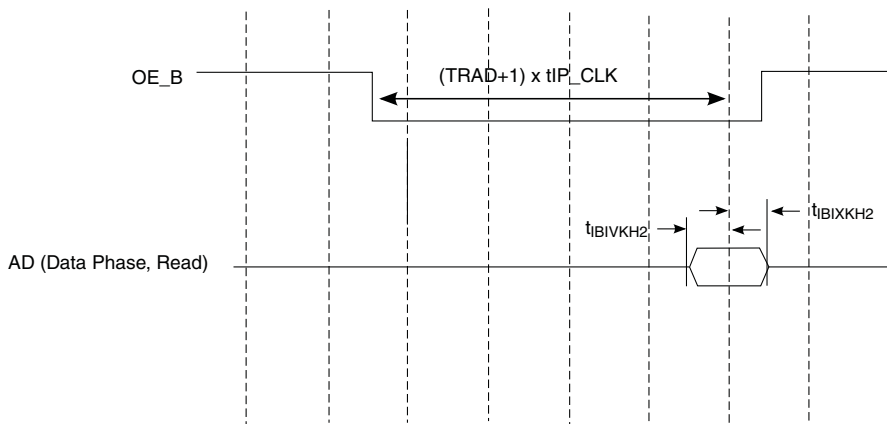 OE_B
(TRAD+1) x tIP_CLK
tIBIVKH2
tIBIXKH2
AD (Data Phase, Read)